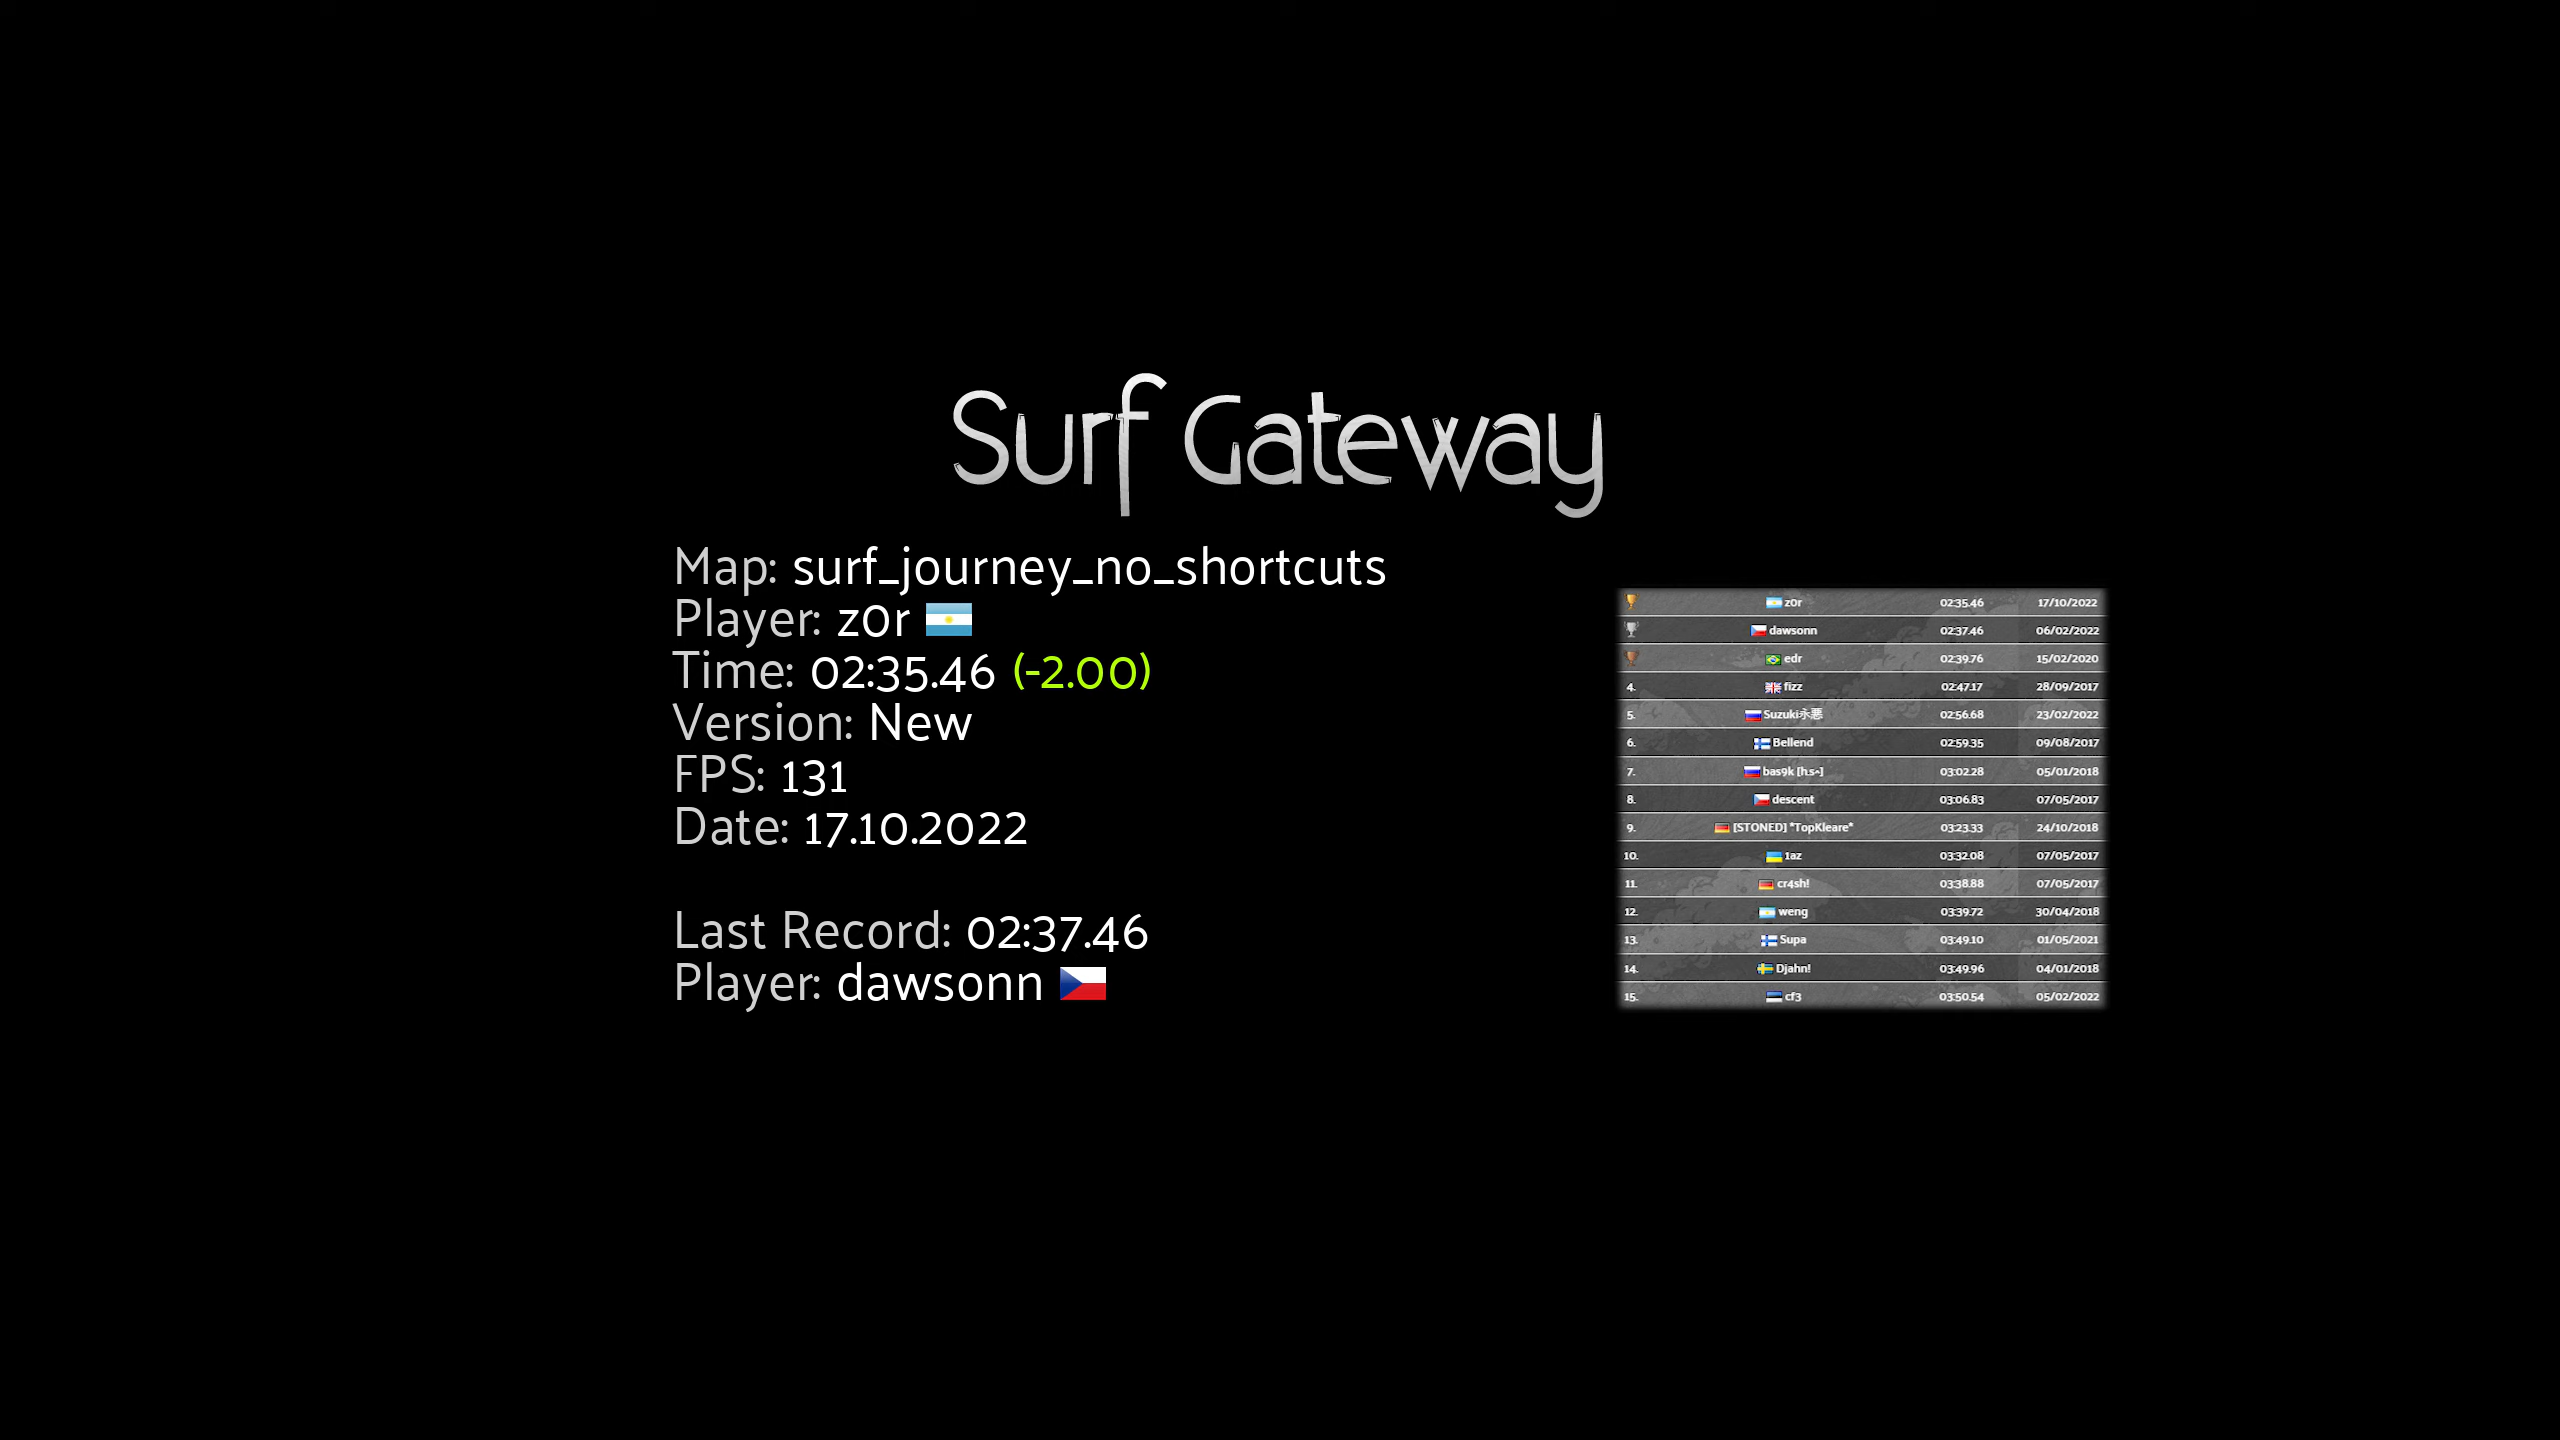 Surf Gateway
Map: surf_journey_no_shortcuts
Player: z0r
Time: 02:35.46 (-2.00)
Version: New
FPS: 131
Date: 17.10.2022
Last Record: 02:37.46
Player: dawsonn
z0r 02:35.46 17/10/2022
dawsonn 02:37.46 06/02/2022
edr 02:39.76 15/02/2020
4. fizz 02:47.17 28/09/2017
5. Suzuki永悪 02:56.68 23/02/2022
6. Bellend 02:59.35 09/08/2017
7. bas9k [h.s^] 03:02.28 05/01/2018
8. descent 03:06.83 07/05/2017
9. [STONED] *TopKleare* 03:23.33 24/10/2018
10. 1az 03:32.08 07/05/2017
11. cr4sh! 03:38.88 07/05/2017
12. weng 03:39.72 30/04/2018
13. Supa 03:49.10 01/05/2021
14. Djahn! 03:49.96 04/01/2018
15. cf3 03:50.54 05/02/2022